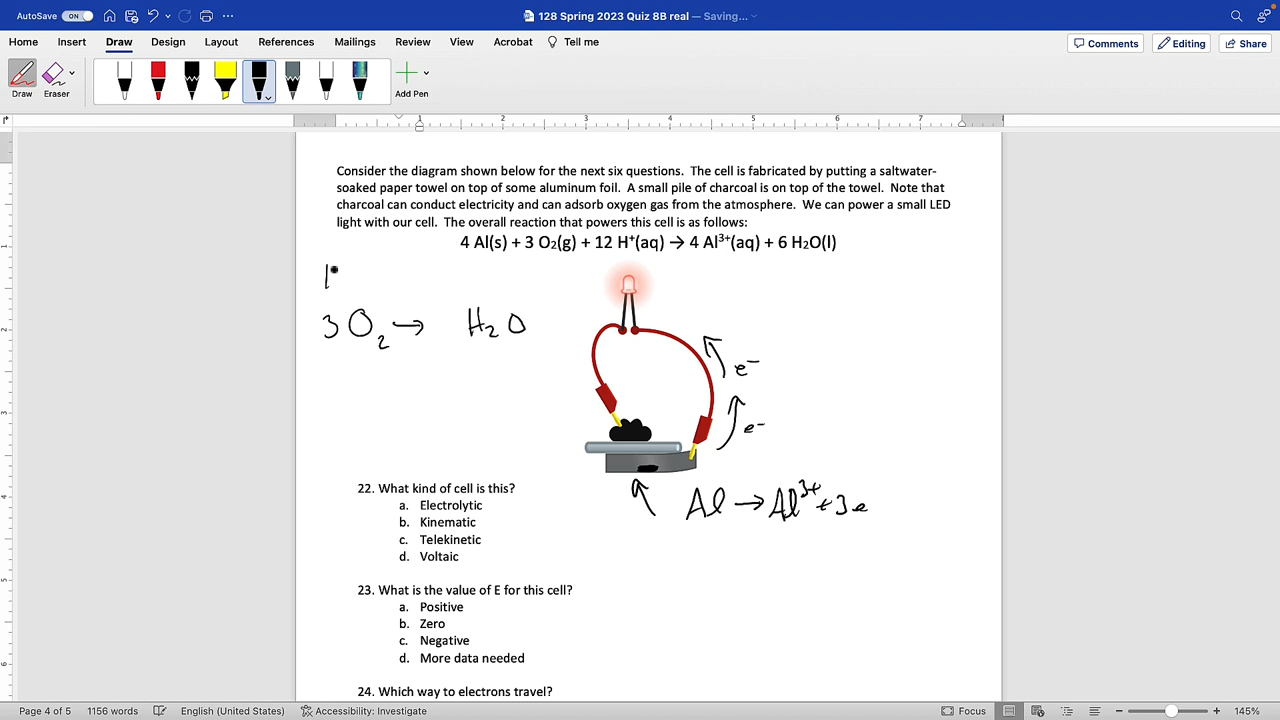 AutoSave ON 128 Spring 2023 Quiz 8B real — Saving...
Home Insert Draw Design Layout References Mailings Review View Acrobat Tell me Comments Editing Share
Draw Eraser Add Pen
1 2 3 4 5 6 7
Consider the diagram shown below for the next six questions. The cell is fabricated by putting a saltwater-
soaked paper towel on top of some aluminum foil. A small pile of charcoal is on top of the towel. Note that
charcoal can conduct electricity and can adsorb oxygen gas from the atmosphere. We can power a small LED
light with our cell. The overall reaction that powers this cell is as follows:
4 Al(s) + 3 O₂(g) + 12 H⁺(aq) → 4 Al³⁺(aq) + 6 H₂O(l)
3 O₂ → H₂O
e⁻
e⁻
Al → Al³⁺ + 3e
22. What kind of cell is this?
a. Electrolytic
b. Kinematic
c. Telekinetic
d. Voltaic
23. What is the value of E for this cell?
a. Positive
b. Zero
c. Negative
d. More data needed
24. Which way to electrons travel?
Page 4 of 5 1156 words English (United States) Accessibility: Investigate Focus 145%